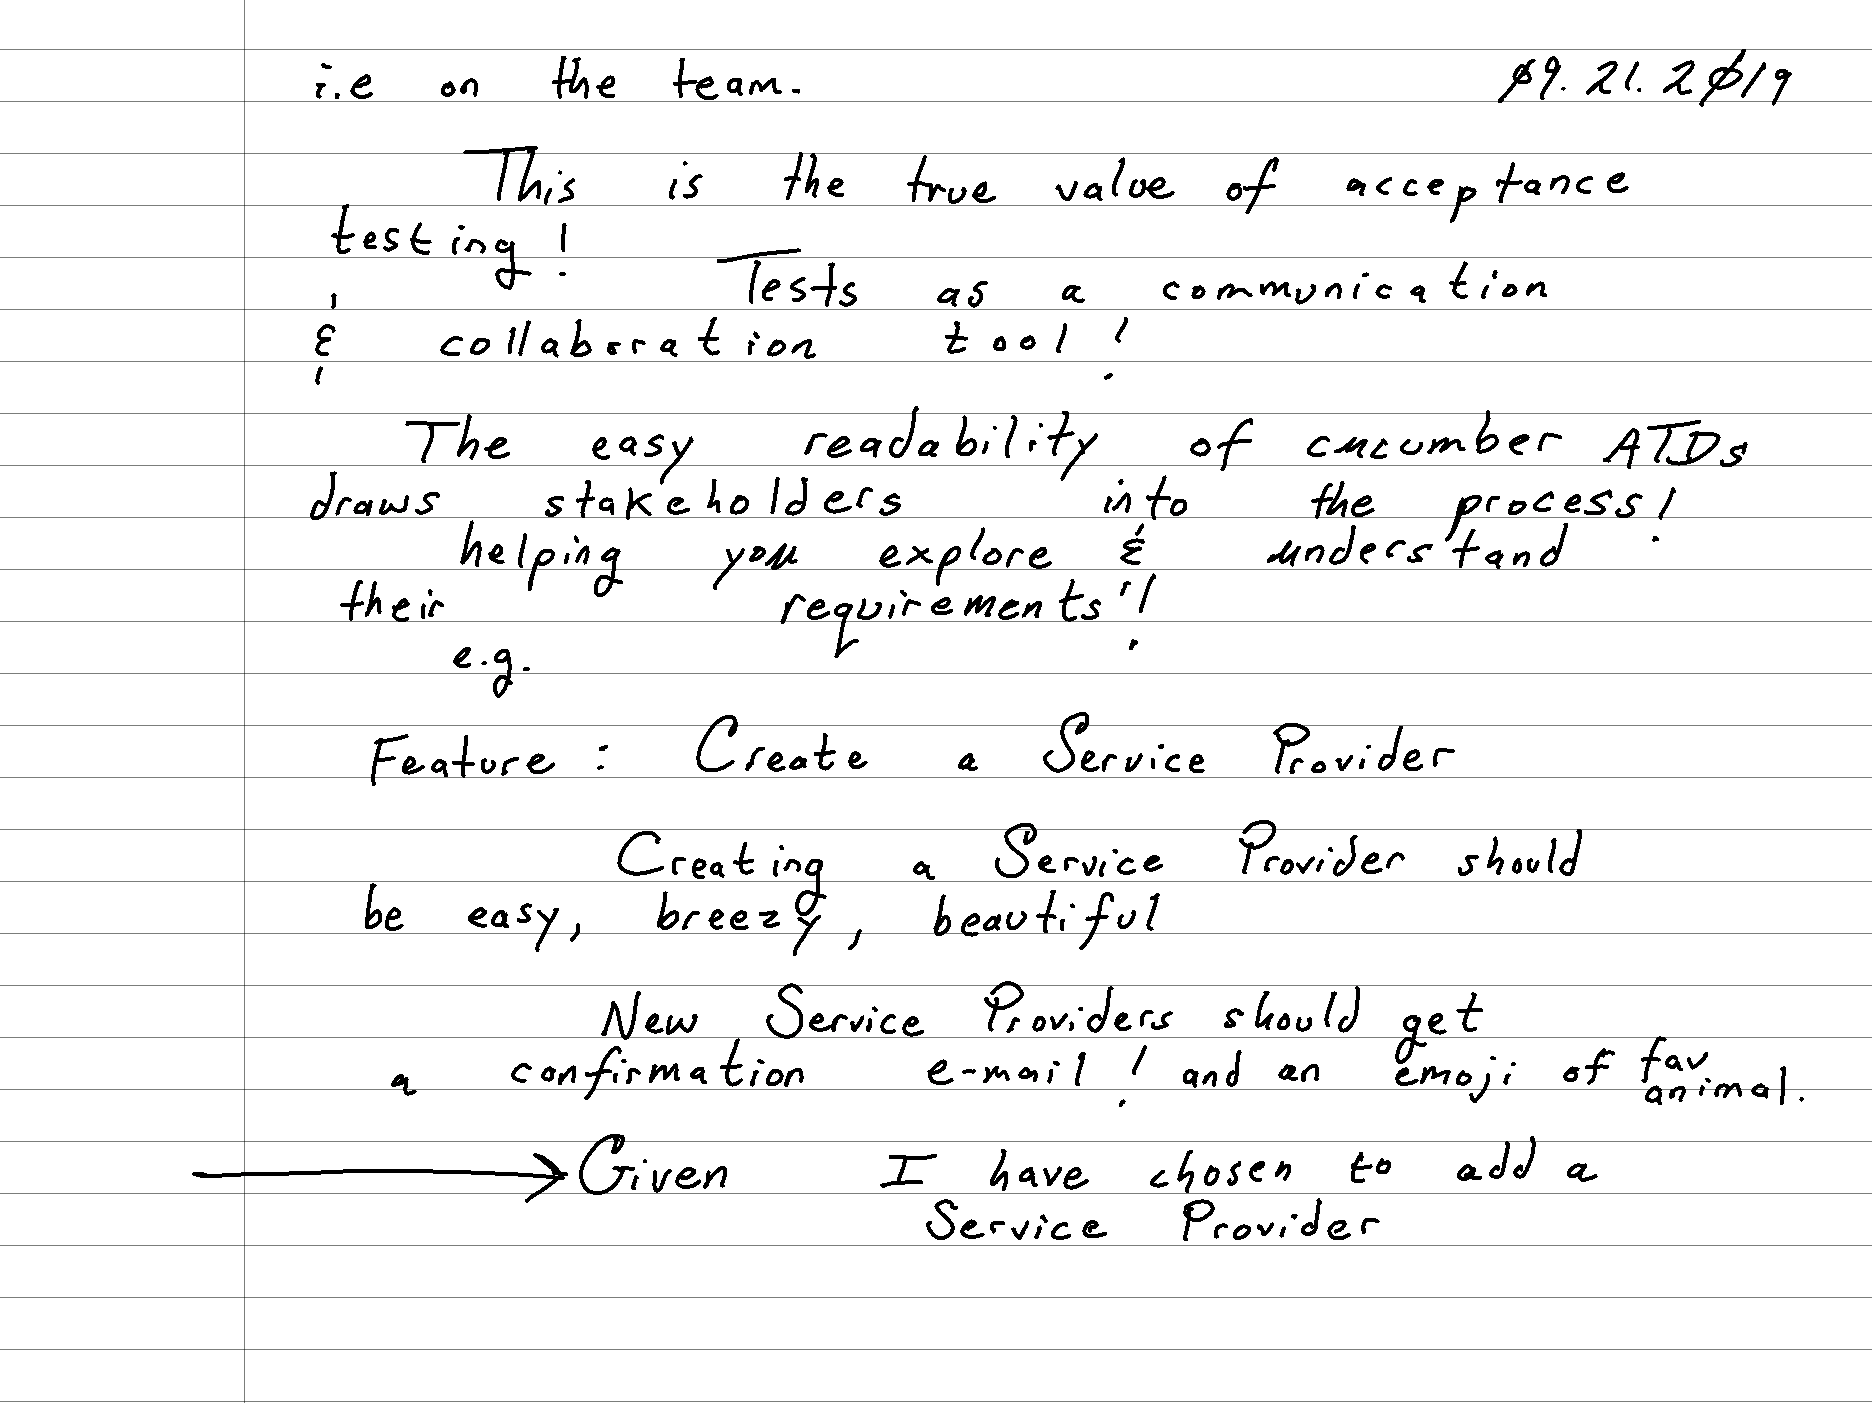 i.e on the team. Ø9.21.2Ø19
This is the true value of acceptance
testing!
Tests as a communication
& collaboration tool!
The easy readability of cucumber ATDs
draws stakeholders into the process!
helping you explore & understand
their requirements"!
e.g.
Feature: Create a Service Provider
Creating a Service Provider should
be easy, breezy, beautiful
New Service Providers should get
a confirmation e-mail! and an emoji of fav
animal.
→ Given I have chosen to add a
Service Provider